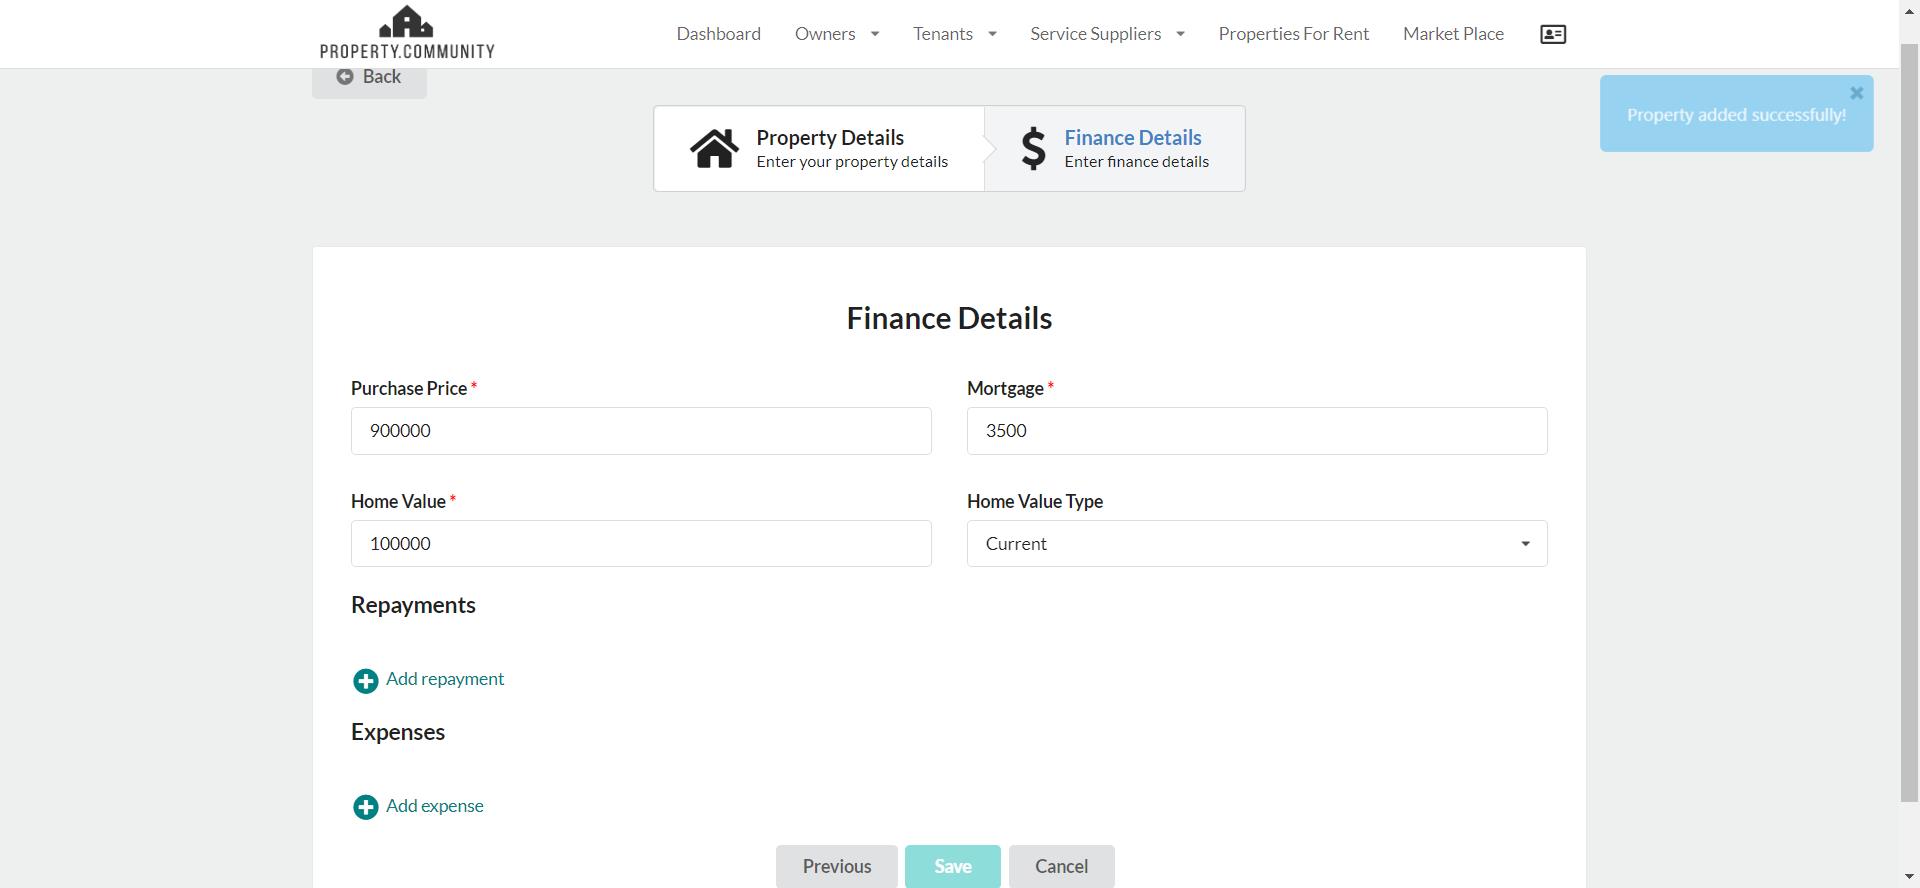 PROPERTY.COMMUNITY
Dashboard Owners Tenants Service Suppliers Properties For Rent Market Place
Back
Property added successfully!
Property Details
Enter your property details
Finance Details
Enter finance details
Finance Details
Purchase Price *
900000
Mortgage *
3500
Home Value *
100000
Home Value Type
Current
Repayments
Add repayment
Expenses
Add expense
Previous Save Cancel